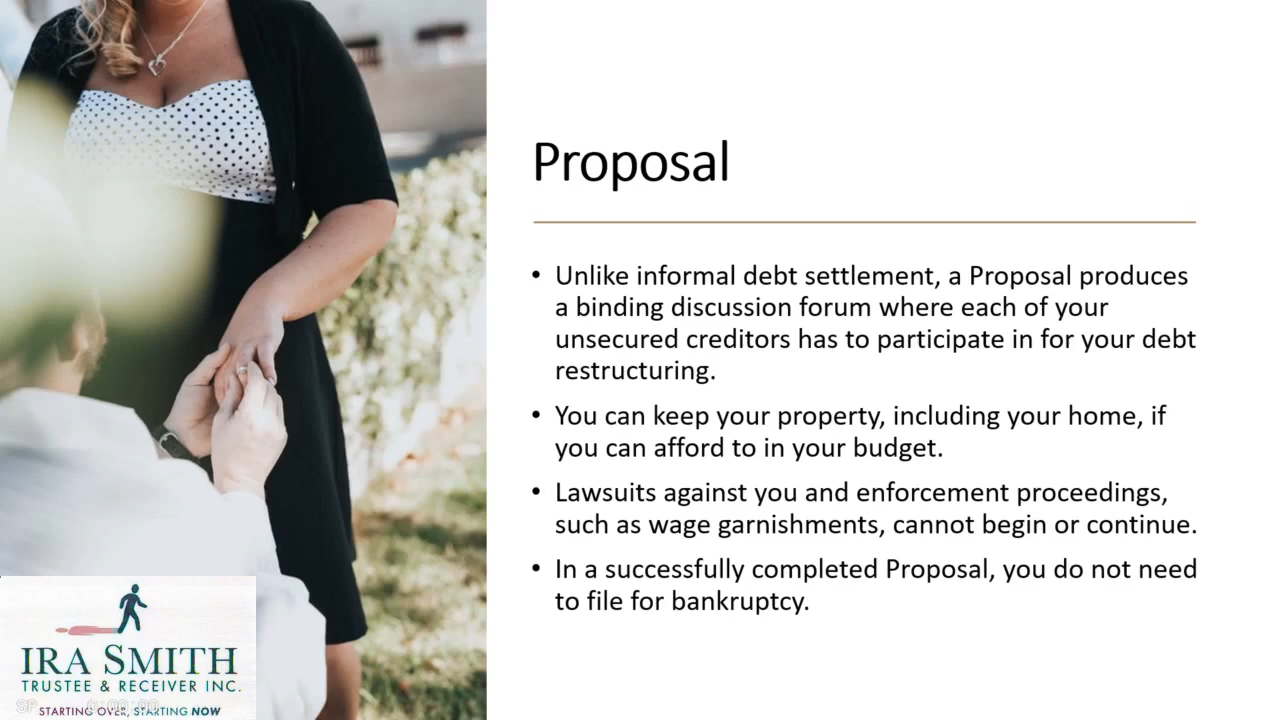 Proposal
• Unlike informal debt settlement, a Proposal produces
a binding discussion forum where each of your
unsecured creditors has to participate in for your debt
restructuring.
• You can keep your property, including your home, if
you can afford to in your budget.
• Lawsuits against you and enforcement proceedings,
such as wage garnishments, cannot begin or continue.
• In a successfully completed Proposal, you do not need
to file for bankruptcy.
IRA SMITH
TRUSTEE & RECEIVER INC.
SP
STARTING OVER, STARTING NOW